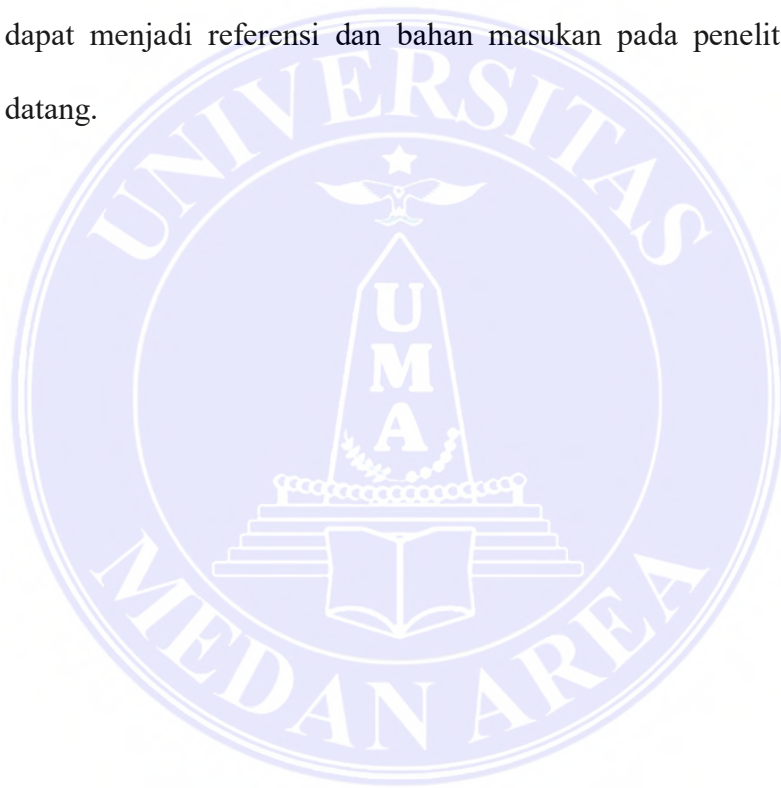 dapat menjadi referensi dan bahan masukan pada penelit
datang.
UNIVERSITAS
U
M
A
MEDAN AREA